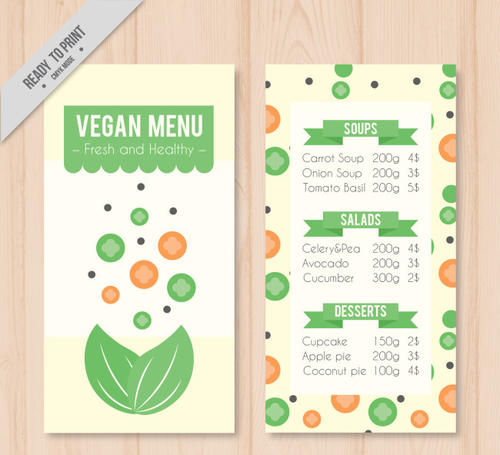 READY TO PRINT
• CMYK MODE •
VEGAN MENU
– Fresh and Healthy –
SOUPS
Carrot Soup 200g 4$
Onion Soup 200g 3$
Tomato Basil 200g 5$
SALADS
Celery&Pea 200g 4$
Avocado 200g 3$
Cucumber 300g 2$
DESSERTS
Cupcake 150g 2$
Apple pie 200g 3$
Coconut pie 100g 4$